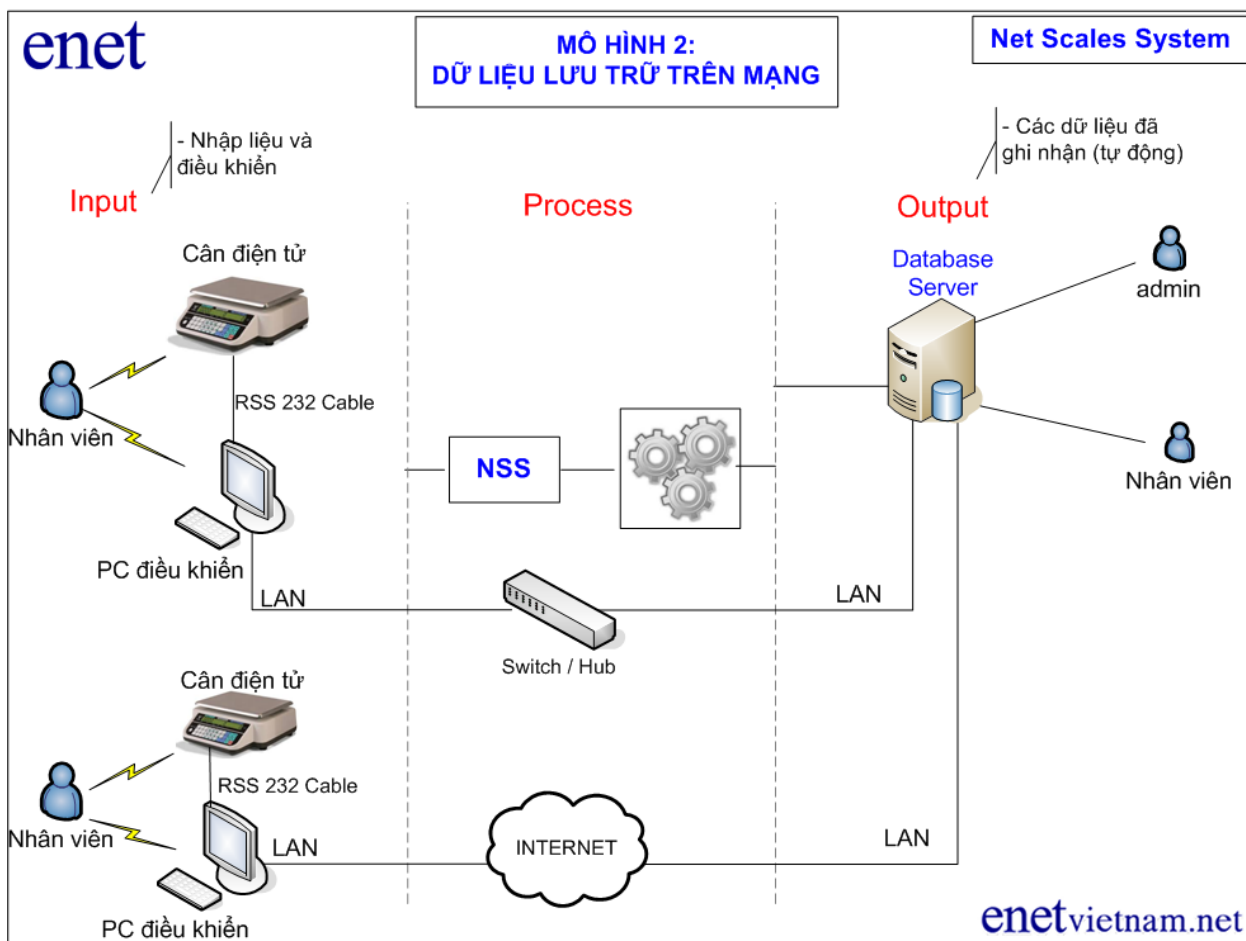 enet
MÔ HÌNH 2:
DỮ LIỆU LƯU TRỮ TRÊN MẠNG
Net Scales System
- Nhập liệu và
điều khiển
- Các dữ liệu đã
ghi nhận (tự động)
Input
Process
Output
Cân điện tử
Database
Server
admin
RSS 232 Cable
Nhân viên
NSS
Nhân viên
PC điều khiển
LAN
LAN
Switch / Hub
Cân điện tử
RSS 232 Cable
Nhân viên
LAN
INTERNET
LAN
PC điều khiển
enetvietnam.net